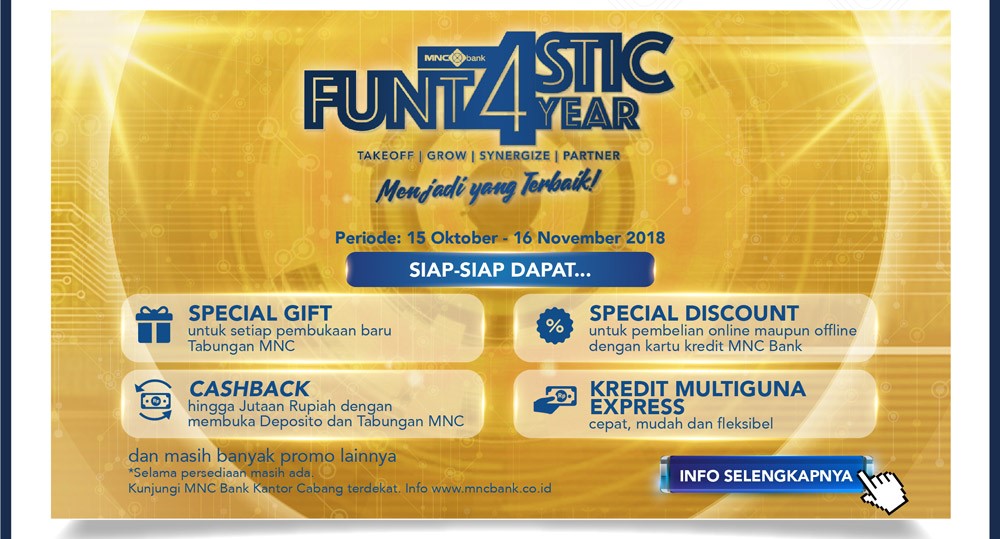 MNC bank
FUNT4STIC
YEAR
TAKEOFF | GROW | SYNERGIZE | PARTNER
Menjadi yang Terbaik!
Periode: 15 Oktober - 16 November 2018
SIAP-SIAP DAPAT...
SPECIAL GIFT
untuk setiap pembukaan baru
Tabungan MNC
SPECIAL DISCOUNT
untuk pembelian online maupun offline
dengan kartu kredit MNC Bank
CASHBACK
hingga Jutaan Rupiah dengan
membuka Deposito dan Tabungan MNC
KREDIT MULTIGUNA
EXPRESS
cepat, mudah dan fleksibel
dan masih banyak promo lainnya
*Selama persediaan masih ada.
Kunjungi MNC Bank Kantor Cabang terdekat. Info www.mncbank.co.id
INFO SELENGKAPNYA